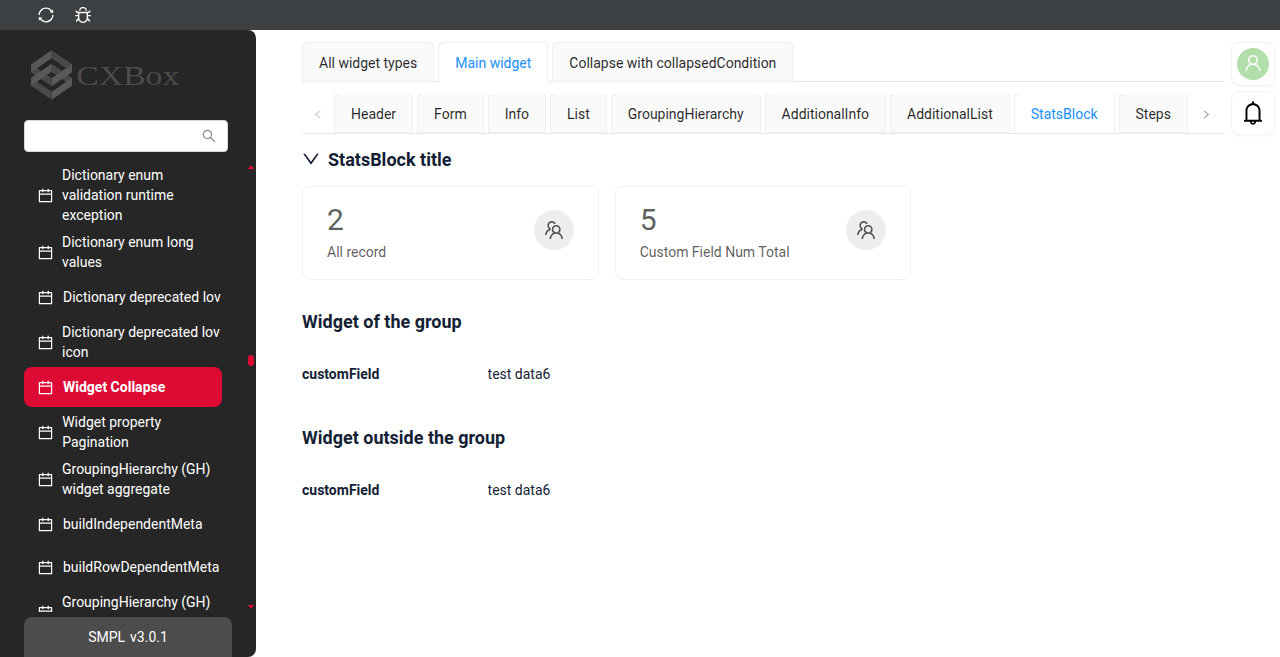 CXBox
Dictionary enum
validation runtime
exception
Dictionary enum long
values
Dictionary deprecated lov
Dictionary deprecated lov
icon
Widget Collapse
Widget property
Pagination
GroupingHierarchy (GH)
widget aggregate
buildIndependentMeta
buildRowDependentMeta
GroupingHierarchy (GH)
SMPL v3.0.1
All widget types
Main widget
Collapse with collapsedCondition
Header
Form
Info
List
GroupingHierarchy
AdditionalInfo
AdditionalList
StatsBlock
Steps
StatsBlock title
2
All record
5
Custom Field Num Total
Widget of the group
customField test data6
Widget outside the group
customField test data6